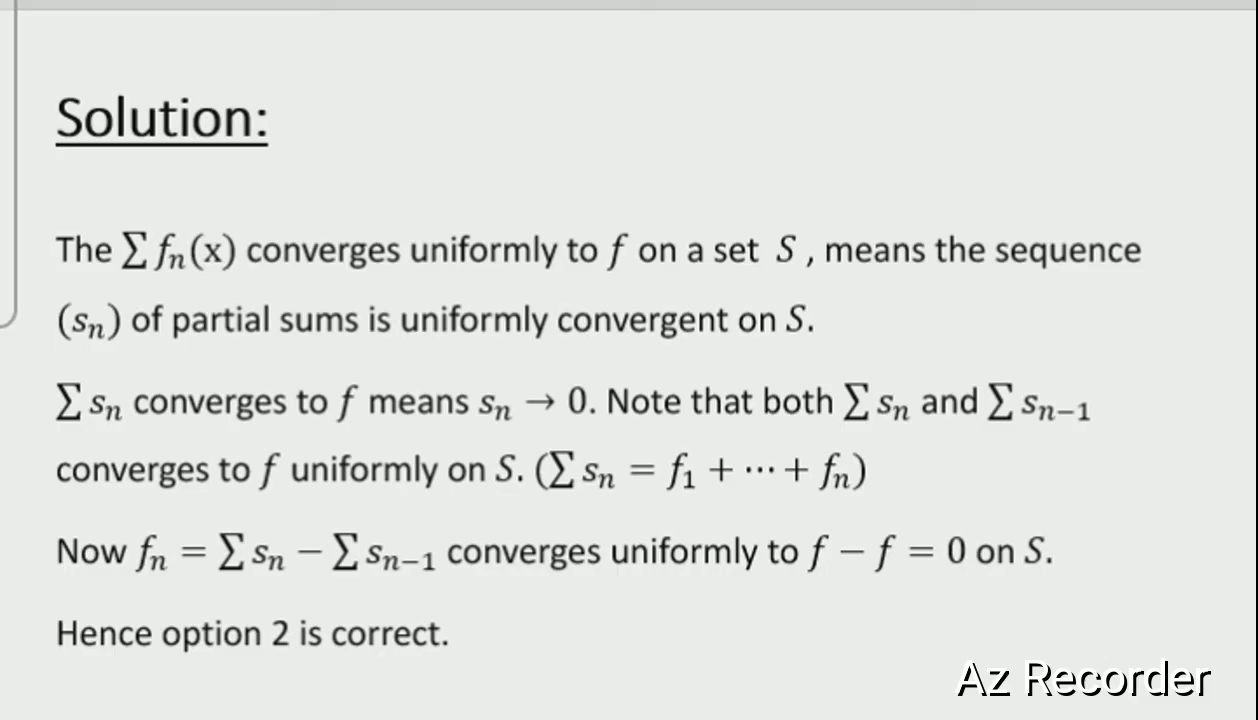 Solution:
The ∑ fₙ(x) converges uniformly to f on a set S , means the sequence
(sₙ) of partial sums is uniformly convergent on S.
∑ sₙ converges to f means sₙ → 0. Note that both ∑ sₙ and ∑ sₙ₋₁
converges to f uniformly on S. (∑ sₙ = f₁ + ⋯ + fₙ)
Now fₙ = ∑ sₙ − ∑ sₙ₋₁ converges uniformly to f − f = 0 on S.
Hence option 2 is correct.
Az Recorder